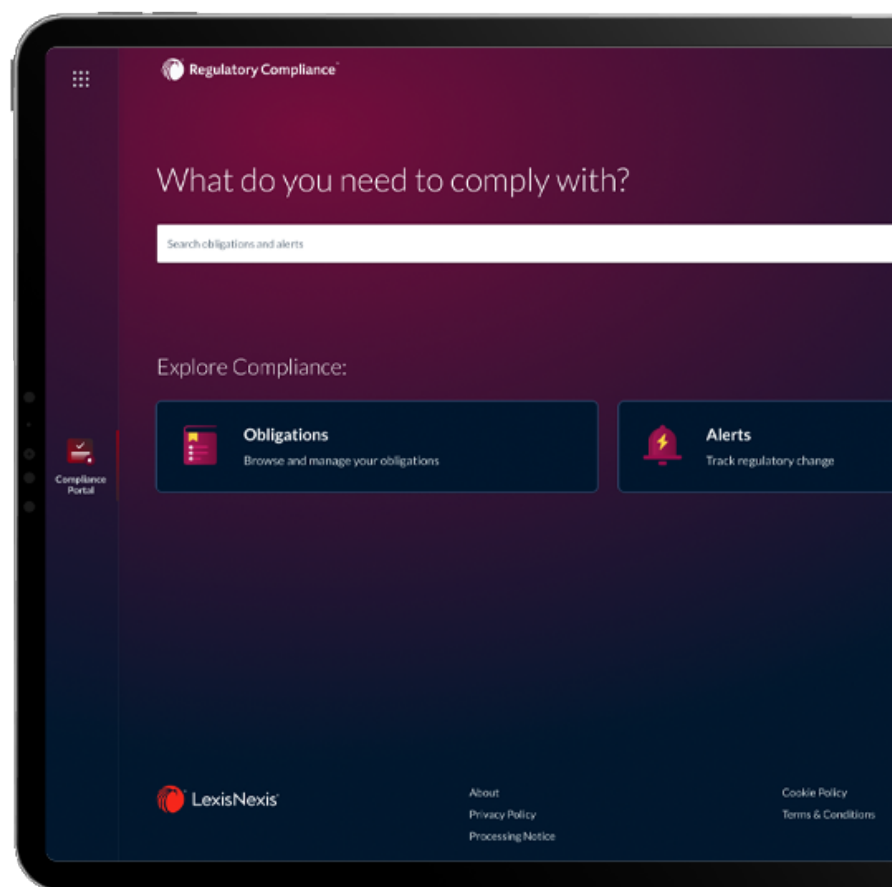 Regulatory Compliance
What do you need to comply with?
Search obligations and alerts
Explore Compliance:
Obligations
Browse and manage your obligations
Alerts
Track regulatory change
Compliance
Portal
LexisNexis
About
Privacy Policy
Processing Notice
Cookie Policy
Terms & Conditions